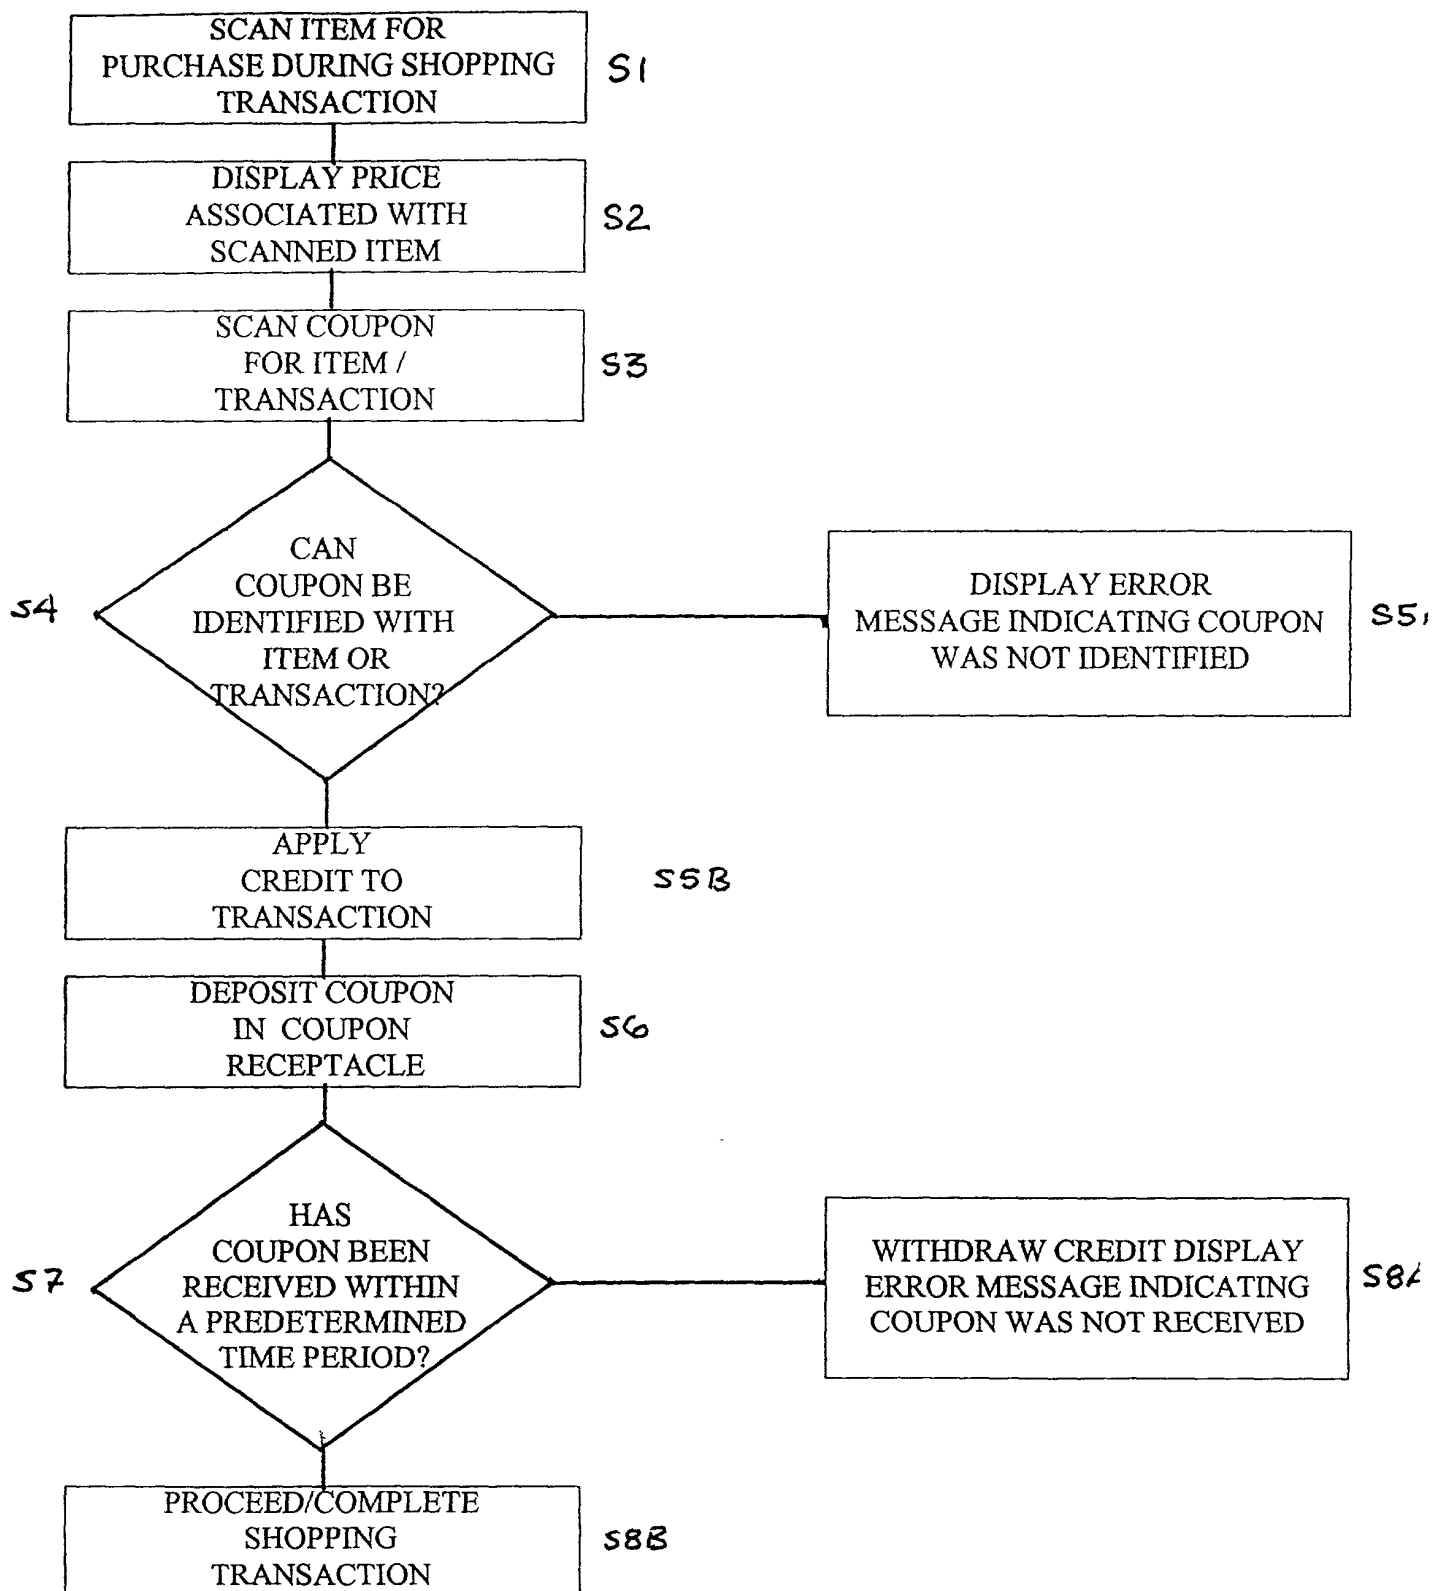 SCAN ITEM FOR
PURCHASE DURING SHOPPING
TRANSACTION
S1
DISPLAY PRICE
ASSOCIATED WITH
SCANNED ITEM
S2
SCAN COUPON
FOR ITEM /
TRANSACTION
S3
CAN
COUPON BE
IDENTIFIED WITH
ITEM OR
TRANSACTION?
S4
DISPLAY ERROR
MESSAGE INDICATING COUPON
WAS NOT IDENTIFIED
APPLY
CREDIT TO
TRANSACTION
S5B
DEPOSIT COUPON
IN COUPON
RECEPTACLE
S6
HAS
COUPON BEEN
RECEIVED WITHIN
A PREDETERMINED
TIME PERIOD?
S7
WITHDRAW CREDIT DISPLAY
ERROR MESSAGE INDICATING
COUPON WAS NOT RECEIVED
PROCEED/COMPLETE
SHOPPING
TRANSACTION
S8B